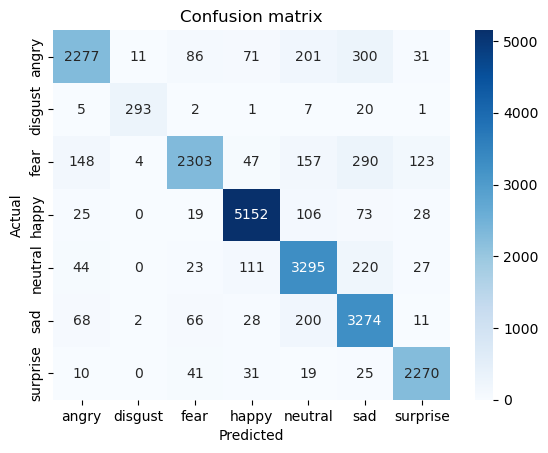 Confusion matrix
Actual
angry 2277 11 86 71 201 300 31
disgust 5 293 2 1 7 20 1
fear 148 4 2303 47 157 290 123
happy 25 0 19 5152 106 73 28
neutral 44 0 23 111 3295 220 27
sad 68 2 66 28 200 3274 11
surprise 10 0 41 31 19 25 2270
angry disgust fear happy neutral sad surprise
Predicted
5000
4000
3000
2000
1000
0